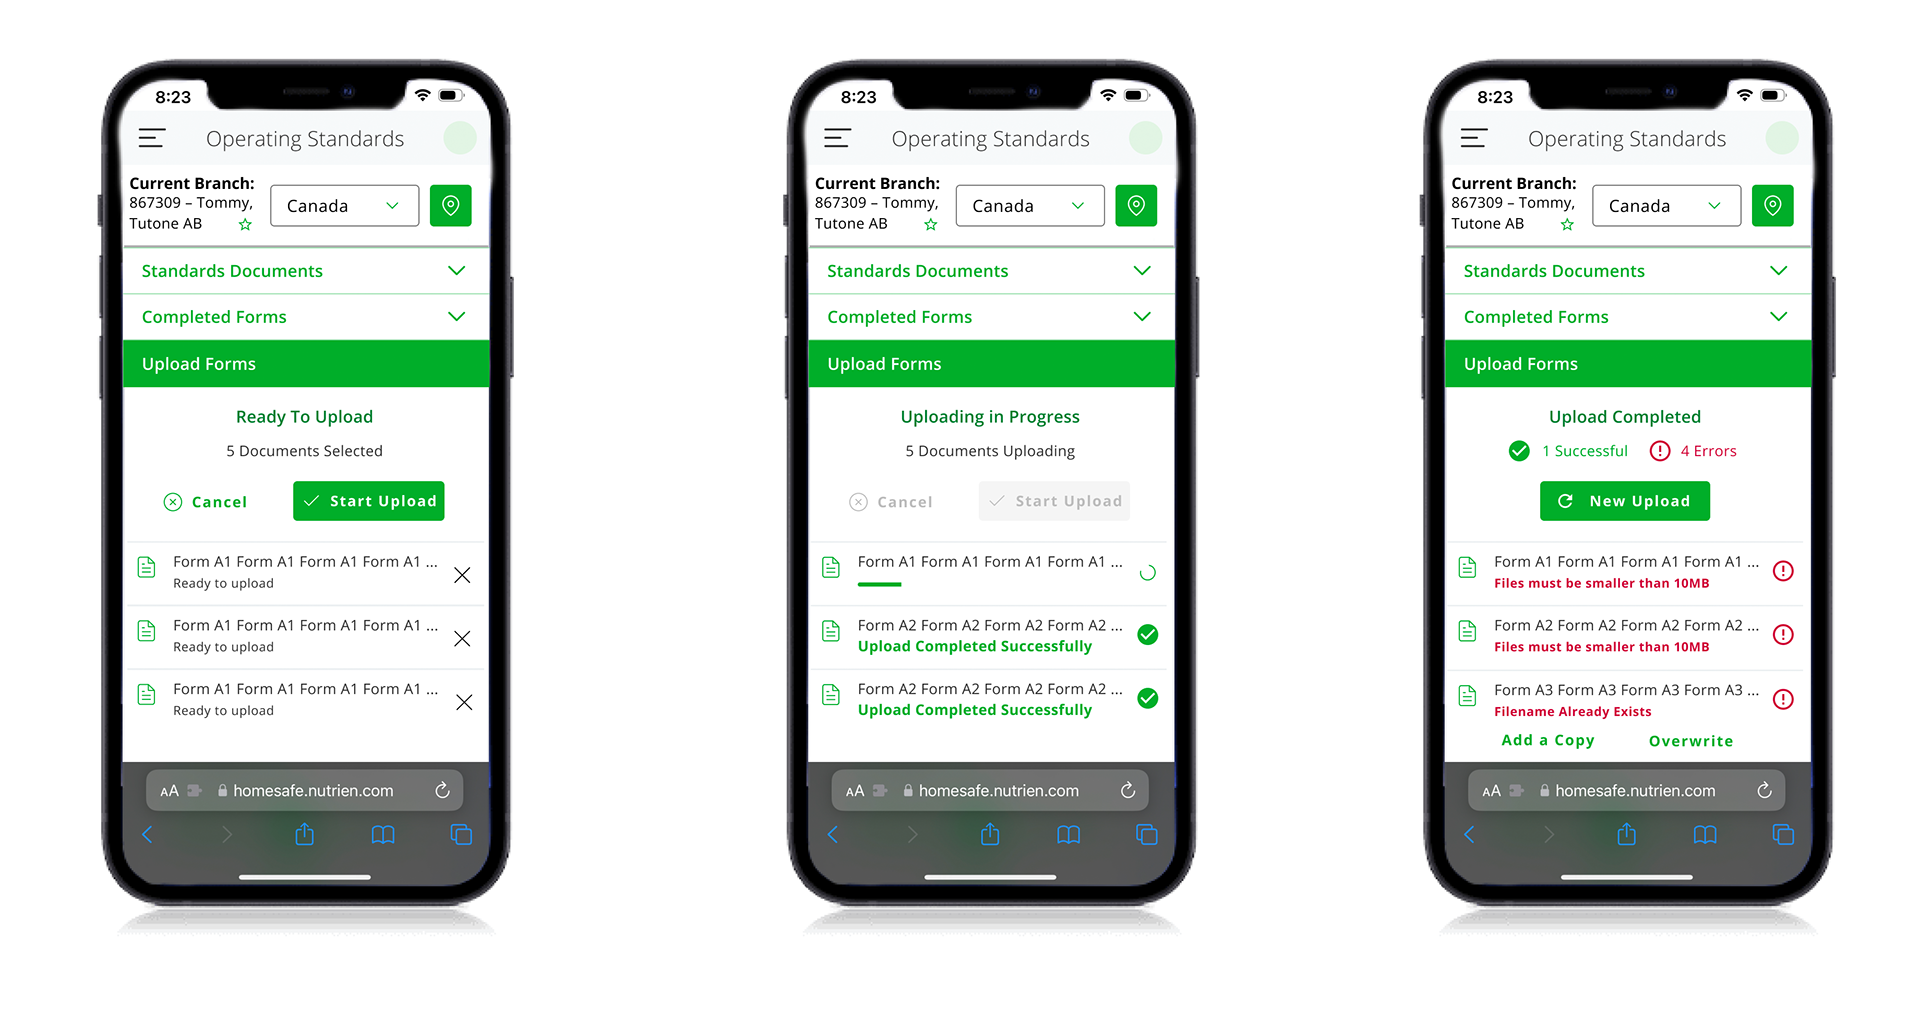 8:23
Operating Standards
Current Branch:
867309 – Tommy,
Tutone AB
Canada
Standards Documents
Completed Forms
Upload Forms
Ready To Upload
5 Documents Selected
Cancel
Start Upload
Form A1 Form A1 Form A1 Form A1 ...
Ready to upload
Form A1 Form A1 Form A1 Form A1 ...
Ready to upload
Form A1 Form A1 Form A1 Form A1 ...
Ready to upload
AA homesafe.nutrien.com
8:23
Operating Standards
Current Branch:
867309 – Tommy,
Tutone AB
Canada
Standards Documents
Completed Forms
Upload Forms
Uploading in Progress
5 Documents Uploading
Cancel
Start Upload
Form A1 Form A1 Form A1 Form A1 ...
Form A2 Form A2 Form A2 Form A2 ...
Upload Completed Successfully
Form A2 Form A2 Form A2 Form A2 ...
Upload Completed Successfully
AA homesafe.nutrien.com
8:23
Operating Standards
Current Branch:
867309 – Tommy,
Tutone AB
Canada
Standards Documents
Completed Forms
Upload Forms
Upload Completed
1 Successful
4 Errors
New Upload
Form A1 Form A1 Form A1 Form A1 ...
Files must be smaller than 10MB
Form A2 Form A2 Form A2 Form A2 ...
Files must be smaller than 10MB
Form A3 Form A3 Form A3 Form A3 ...
Filename Already Exists
Add a Copy
Overwrite
AA homesafe.nutrien.com